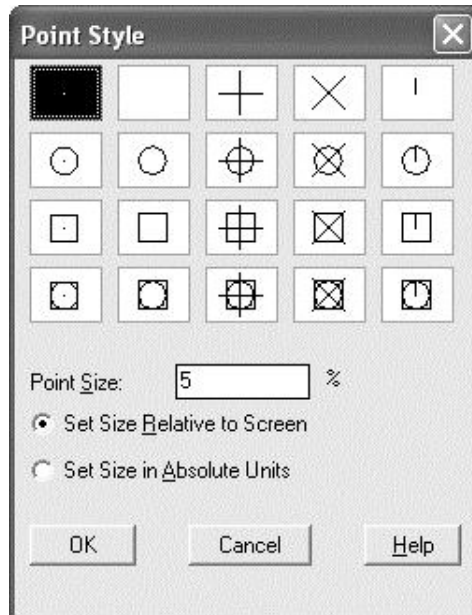 Point Style
Point Size: 5 %
Set Size Relative to Screen
Set Size in Absolute Units
OK Cancel Help